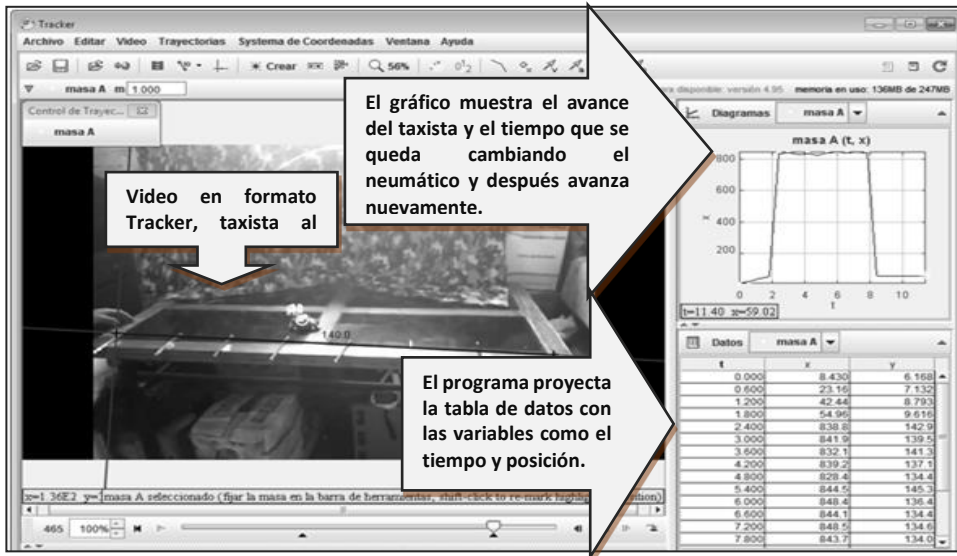 Tracker
Archivo Editar Video Trayectorias Systema de Coordenadas Ventana Ayuda
Crear 56%
masa A m 1.000
disponible: versión 4.95 memoria en uso: 136MB de 247MB
Control de Trayec...
masa A
Video en formato
Tracker, taxista al
El gráfico muestra el avance
del taxista y el tiempo que se
queda cambiando el
neumático y después avanza
nuevamente.
140.0
El programa proyecta
la tabla de datos con
las variables como el
tiempo y posición.
Diagramas masa A
masa A (t, x)
800
600
400
200
x
0 2 4 6 8 10
t
t=11.40 x=59.02
Datos masa A
t x y
0.000 8.430 6.168
0.600 23.16 7.132
1.200 42.44 8.793
1.800 54.96 9.616
2.400 838.8 142.9
3.000 841.9 139.5
3.600 832.1 141.3
4.200 839.2 137.1
4.800 828.4 134.4
5.400 844.5 145.3
6.000 848.4 136.4
6.600 844.1 134.4
7.200 848.5 134.6
7.800 843.7 134.0
x=1.36E2 masa A seleccionado (fijar la masa en la barra de herramientas, shift-click to re-mark
465 100%